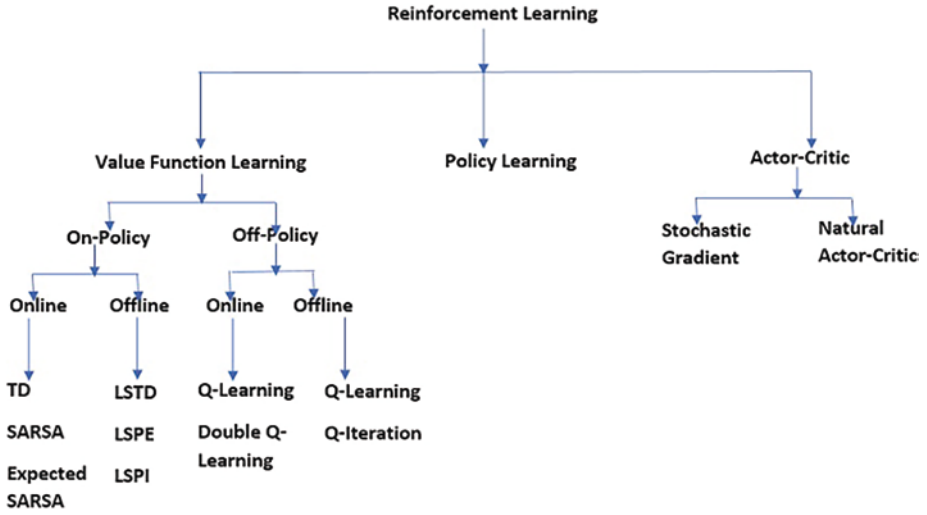 Reinforcement Learning
Value Function Learning
Policy Learning
Actor-Critic
On-Policy
Off-Policy
Stochastic
Gradient
Natural
Actor-Critic
Online
Offline
Online
Offline
TD
SARSA
Expected
SARSA
LSTD
LSPE
LSPI
Q-Learning
Double Q-
Learning
Q-Learning
Q-Iteration